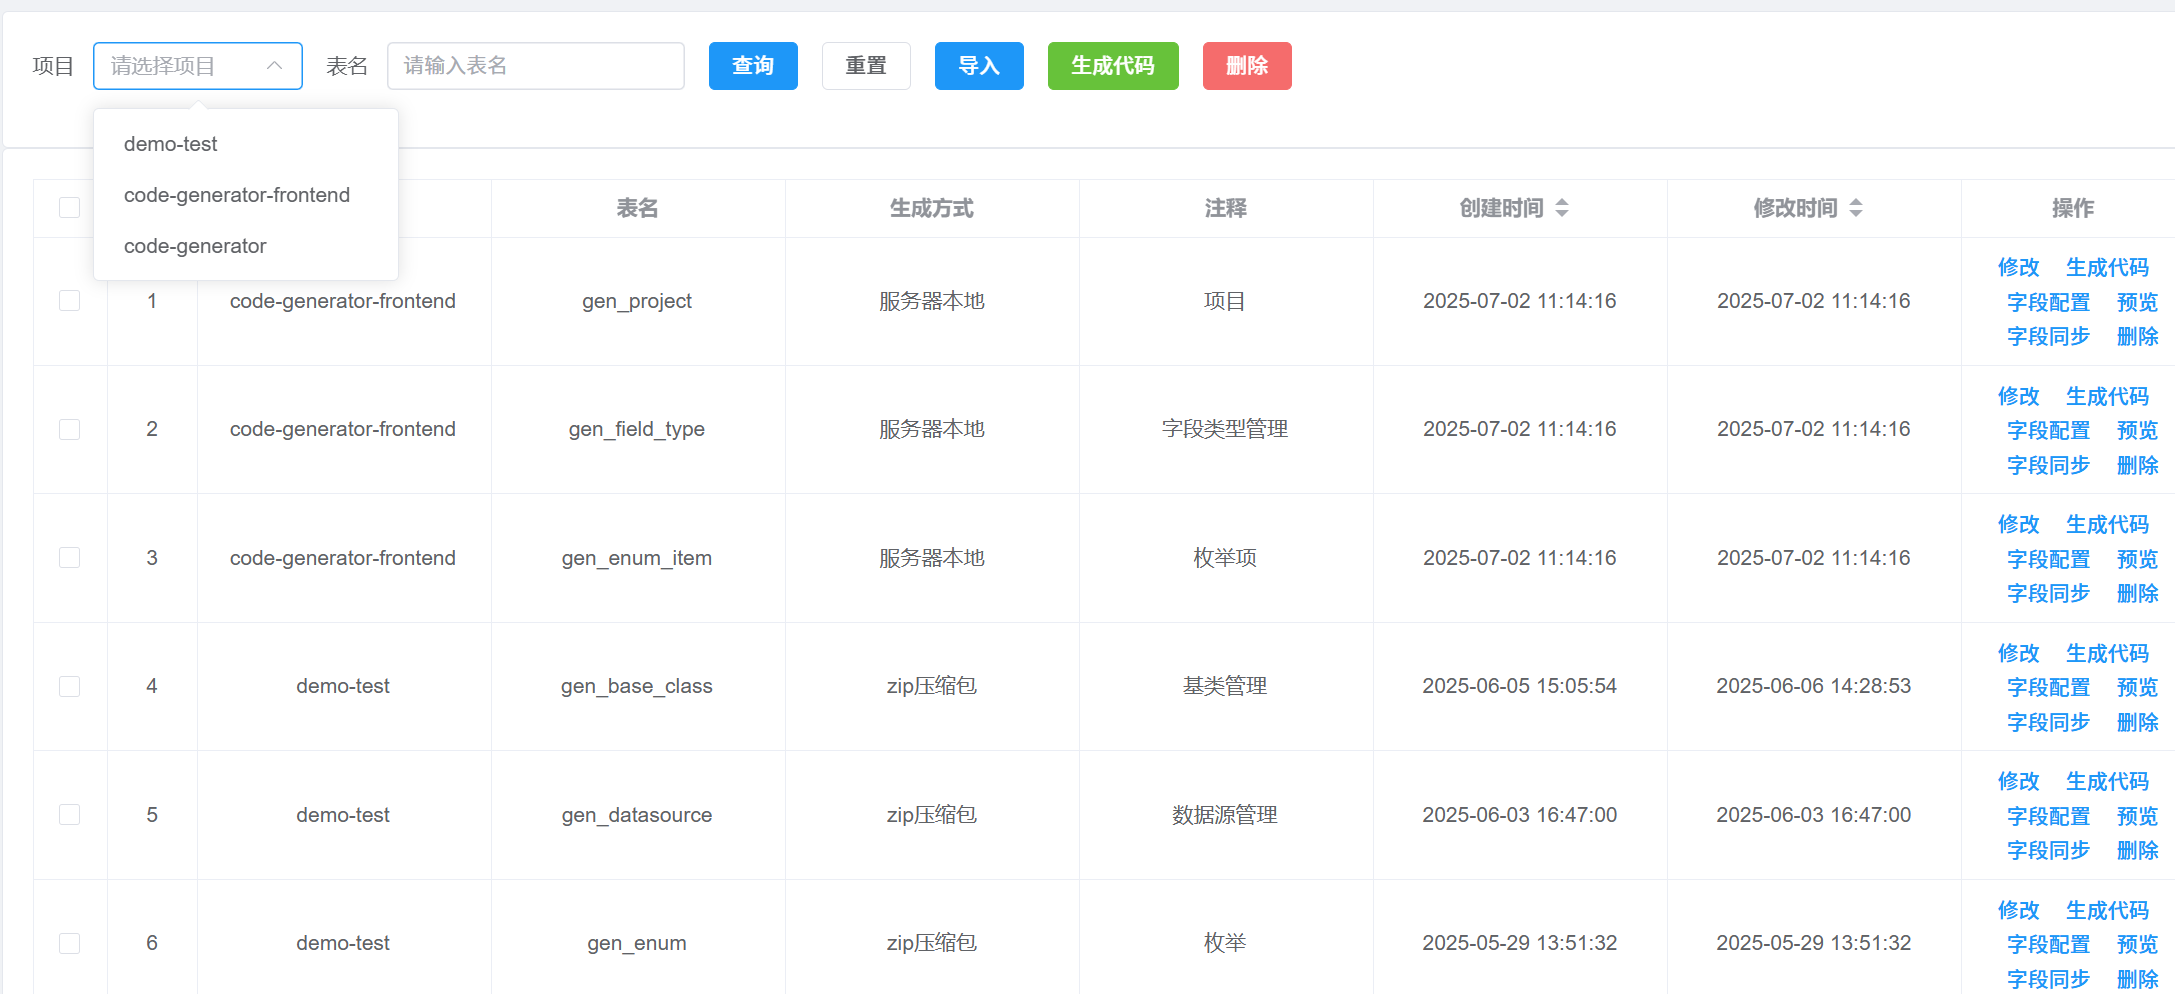 项目 请选择项目 表名 请输入表名 查询 重置 导入 生成代码 删除
demo-test
code-generator-frontend
code-generator
表名 生成方式 注释 创建时间 修改时间 操作
1 code-generator-frontend gen_project 服务器本地 项目 2025-07-02 11:14:16 2025-07-02 11:14:16 修改 生成代码
字段配置 预览
字段同步 删除
2 code-generator-frontend gen_field_type 服务器本地 字段类型管理 2025-07-02 11:14:16 2025-07-02 11:14:16 修改 生成代码
字段配置 预览
字段同步 删除
3 code-generator-frontend gen_enum_item 服务器本地 枚举项 2025-07-02 11:14:16 2025-07-02 11:14:16 修改 生成代码
字段配置 预览
字段同步 删除
4 demo-test gen_base_class zip压缩包 基类管理 2025-06-05 15:05:54 2025-06-06 14:28:53 修改 生成代码
字段配置 预览
字段同步 删除
5 demo-test gen_datasource zip压缩包 数据源管理 2025-06-03 16:47:00 2025-06-03 16:47:00 修改 生成代码
字段配置 预览
字段同步 删除
6 demo-test gen_enum zip压缩包 枚举 2025-05-29 13:51:32 2025-05-29 13:51:32 修改 生成代码
字段配置 预览
字段同步 删除